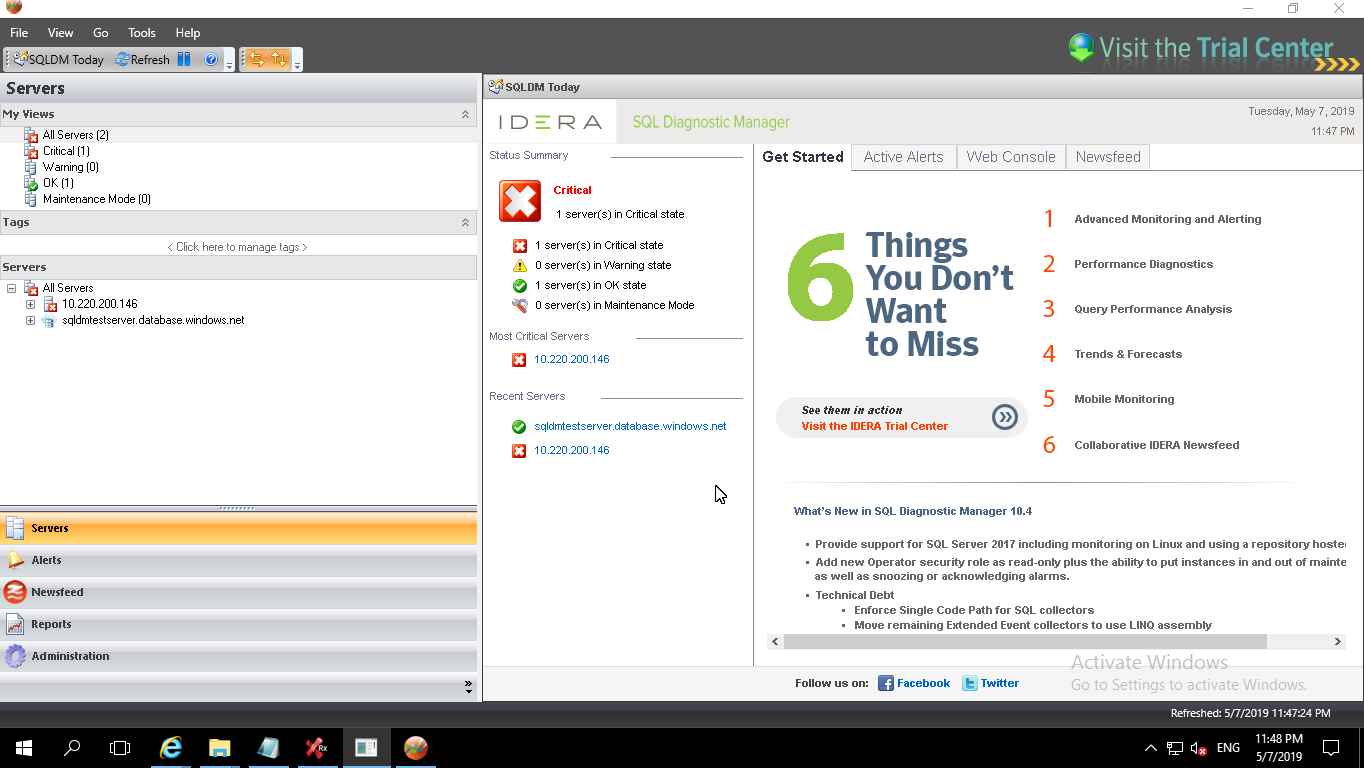 File View Go Tools Help
Visit the Trial Center
SQLDM Today Refresh
Servers
My Views
All Servers (2)
Critical (1)
Warning (0)
OK (1)
Maintenance Mode (0)
Tags
< Click here to manage tags >
Servers
All Servers
10.220.200.146
sqldmtestserver.database.windows.net
Servers
Alerts
Newsfeed
Reports
Administration
SQLDM Today
IDERA SQL Diagnostic Manager
Tuesday, May 7, 2019
11:47 PM
Status Summary
Critical
1 server(s) in Critical state
1 server(s) in Critical state
0 server(s) in Warning state
1 server(s) in OK state
0 server(s) in Maintenance Mode
Most Critical Servers
10.220.200.146
Recent Servers
sqldmtestserver.database.windows.net
10.220.200.146
Get Started Active Alerts Web Console Newsfeed
6 Things
You Don't
Want
to Miss
See them in action
Visit the IDERA Trial Center
1 Advanced Monitoring and Alerting
2 Performance Diagnostics
3 Query Performance Analysis
4 Trends & Forecasts
5 Mobile Monitoring
6 Collaborative IDERA Newsfeed
What's New in SQL Diagnostic Manager 10.4
• Provide support for SQL Server 2017 including monitoring on Linux and using a repository hoste
• Add new Operator security role as read-only plus the ability to put instances in and out of mainte
as well as snoozing or acknowledging alarms.
• Technical Debt
• Enforce Single Code Path for SQL collectors
• Move remaining Extended Event collectors to use LINQ assembly
Follow us on: Facebook Twitter
Activate Windows
Go to Settings to activate Windows.
Refreshed: 5/7/2019 11:47:24 PM
Rx
ENG
11:48 PM
5/7/2019